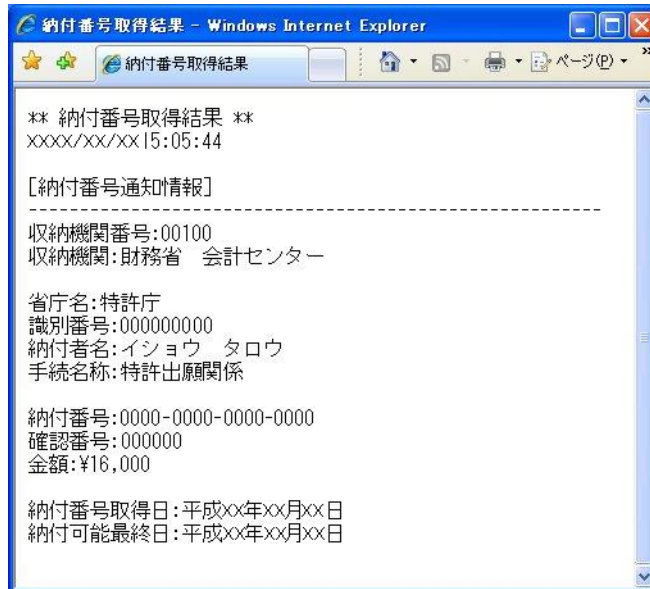 納付番号取得結果 - Windows Internet Explorer
納付番号取得結果
ページ(P)
** 納付番号取得結果 **
XXXX/XX/XX15:05:44
[納付番号通知情報]
------------------------------------------------------
収納機関番号:00100
収納機関:財務省　会計センター
省庁名:特許庁
識別番号:000000000
納付者名:イショウ　タロウ
手続名称:特許出願関係
納付番号:0000-0000-0000-0000
確認番号:000000
金額:¥16,000
納付番号取得日:平成XX年XX月XX日
納付可能最終日:平成XX年XX月XX日